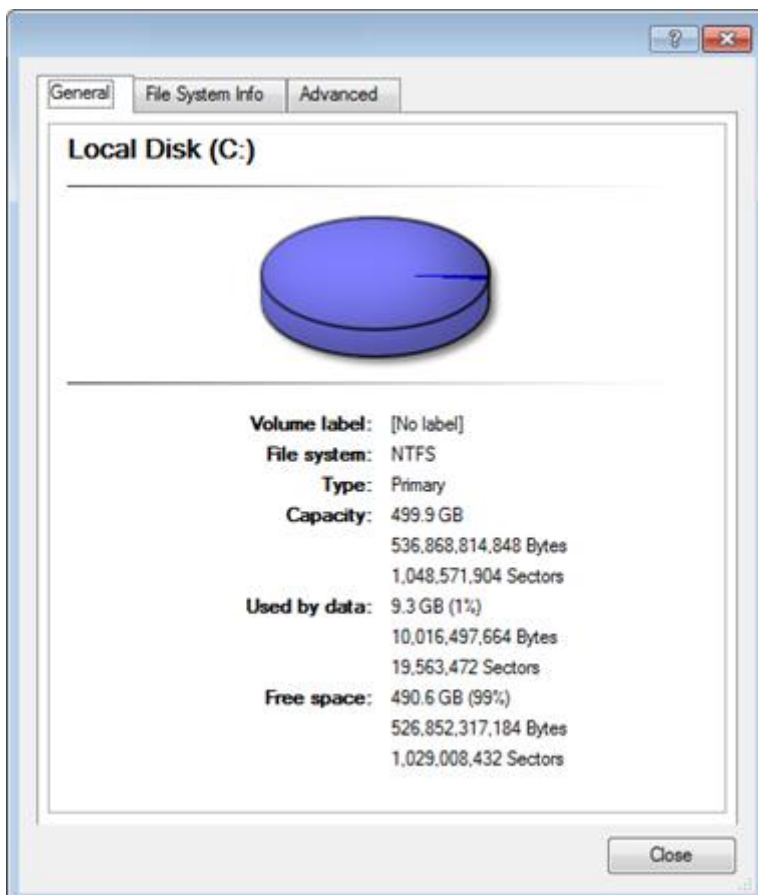 General File System Info Advanced
Local Disk (C:)
Volume label: [No label]
File system: NTFS
Type: Primary
Capacity: 499.9 GB
536,868,814,848 Bytes
1,048,571,904 Sectors
Used by data: 9.3 GB (1%)
10,016,497,664 Bytes
19,563,472 Sectors
Free space: 490.6 GB (99%)
526,852,317,184 Bytes
1,029,008,432 Sectors
Close